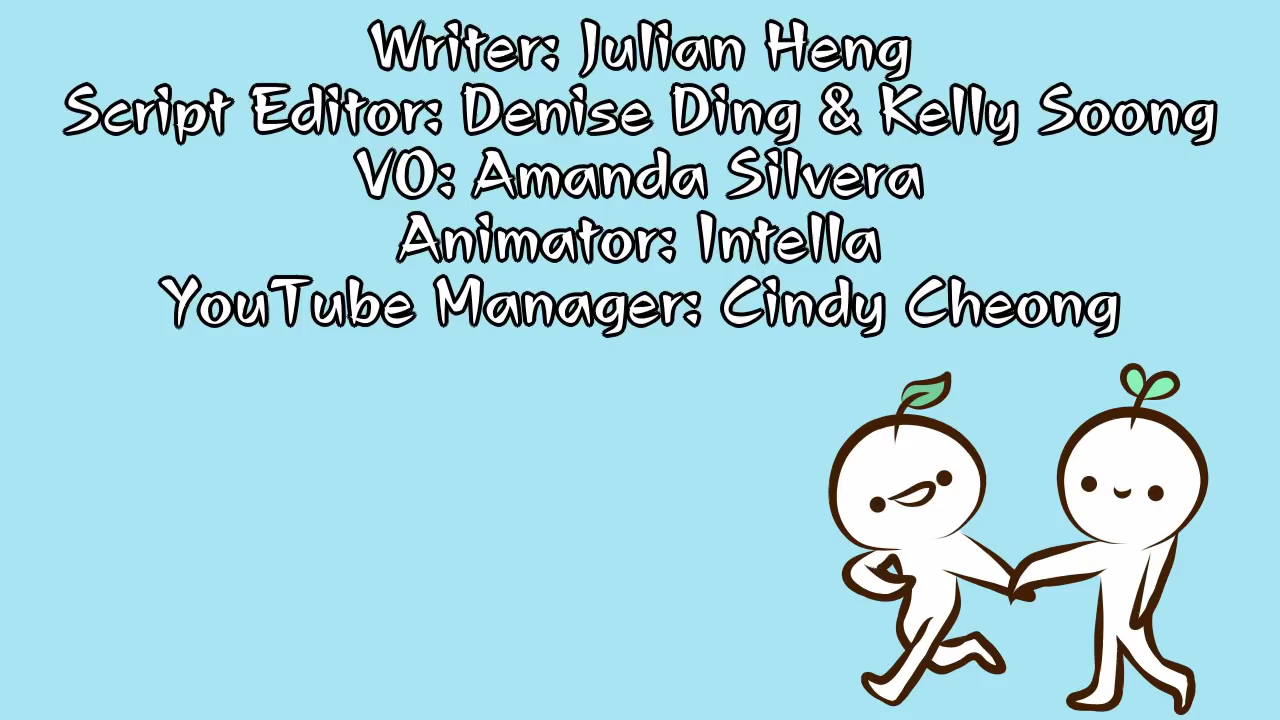 Writer: Julian Heng
Script Editor: Denise Ding & Kelly Soong
VO: Amanda Silvera
Animator: Intella
YouTube Manager: Cindy Cheong